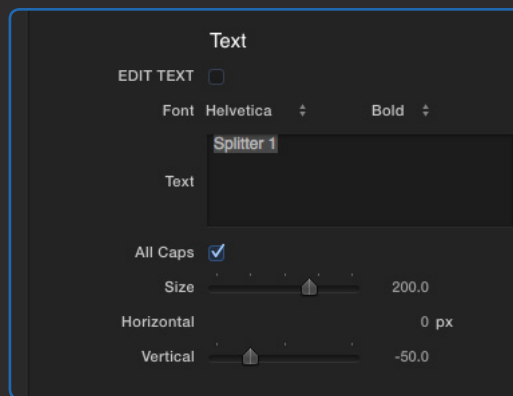 Text
EDIT TEXT
Font Helvetica Bold
Splitter 1
Text
All Caps
Size 200.0
Horizontal 0 px
Vertical -50.0